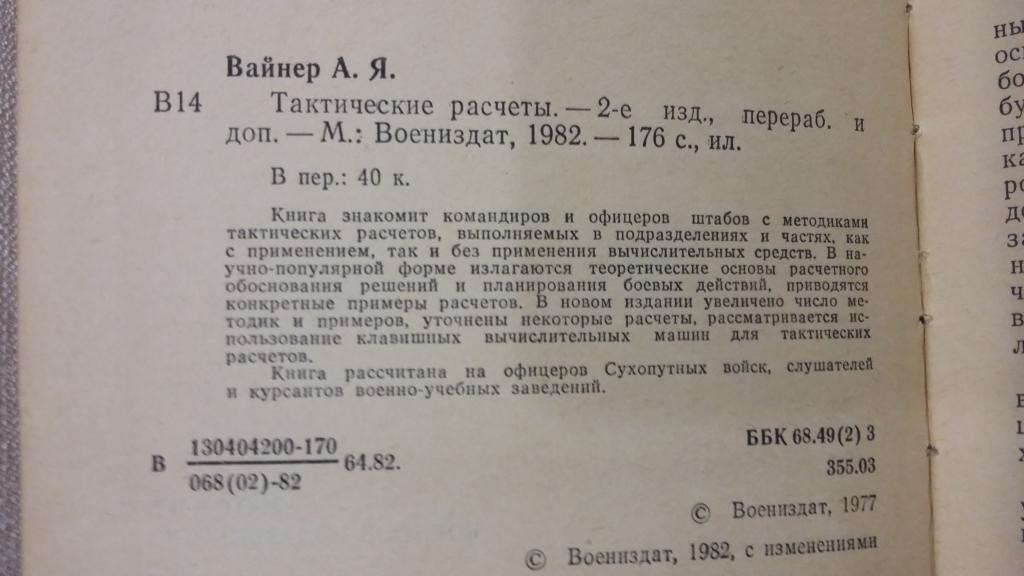 Вайнер А. Я.
В14 Тактические расчеты. — 2-е изд., перераб. и
доп. — М.: Воениздат, 1982. — 176 с., ил.
В пер.: 40 к.
Книга знакомит командиров и офицеров штабов с методиками
тактических расчетов, выполняемых в подразделениях и частях, как
с применением, так и без применения вычислительных средств. В на-
учно-популярной форме излагаются теоретические основы расчетного
обоснования решений и планирования боевых действий, приводятся
конкретные примеры расчетов. В новом издании увеличено число ме-
тодик и примеров, уточнены некоторые расчеты, рассматривается ис-
пользование клавишных вычислительных машин для тактических
расчетов.
Книга рассчитана на офицеров Сухопутных войск, слушателей
и курсантов военно-учебных заведений.
В 130404200-170
068(02)-82 64.82.
ББК 68.49(2) 3
355.03
© Воениздат, 1977
© Воениздат, 1982, с изменениями